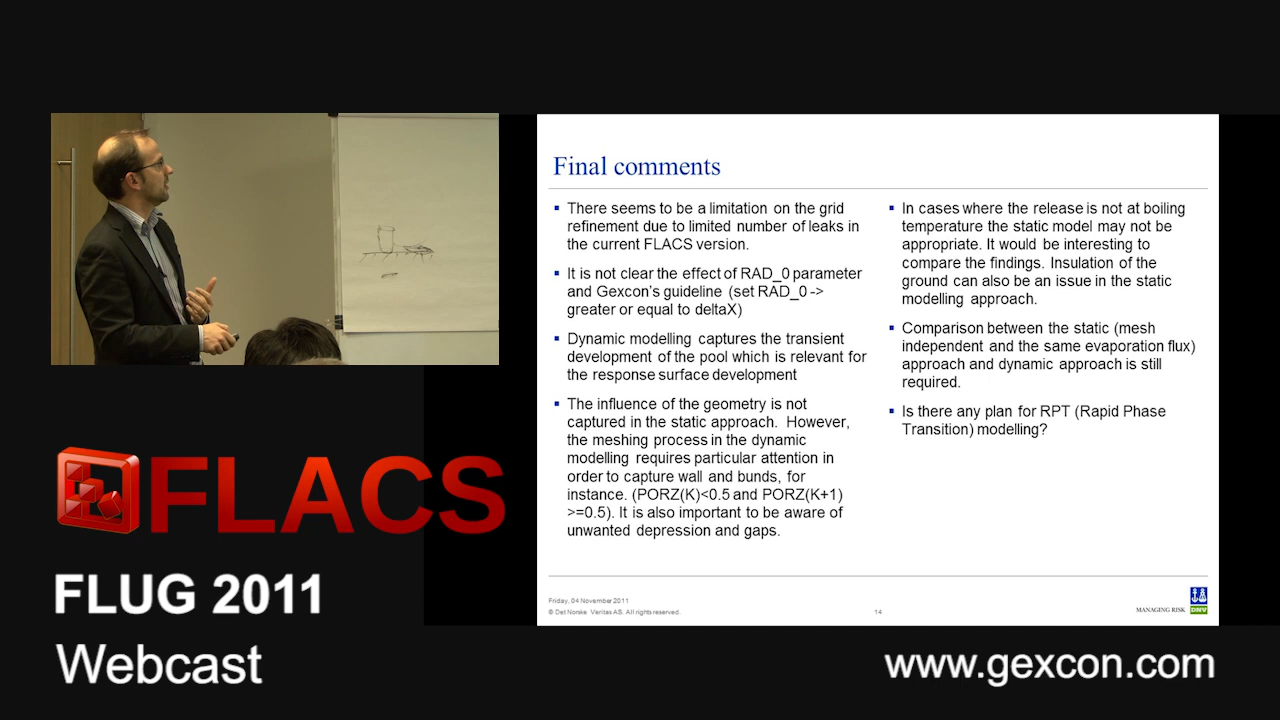 Final comments
There seems to be a limitation on the grid
refinement due to limited number of leaks in
the current FLACS version.
It is not clear the effect of RAD_0 parameter
and Gexcon's guideline (set RAD_0 ->
greater or equal to deltaX)
Dynamic modelling captures the transient
development of the pool which is relevant for
the response surface development
The influence of the geometry is not
captured in the static approach. However,
the meshing process in the dynamic
modelling requires particular attention in
order to capture wall and bunds, for
instance. (PORZ(K)<0.5 and PORZ(K+1)
>=0.5). It is also important to be aware of
unwanted depression and gaps.
In cases where the release is not at boiling
temperature the static model may not be
appropriate. It would be interesting to
compare the findings. Insulation of the
ground can also be an issue in the static
modelling approach.
Comparison between the static (mesh
independent and the same evaporation flux)
approach and dynamic approach is still
required.
Is there any plan for RPT (Rapid Phase
Transition) modelling?
Friday, 04 November 2011
© Det Norske Veritas AS. All rights reserved.
14
MANAGING RISK
DNV
FLACS
FLUG 2011
Webcast
www.gexcon.com